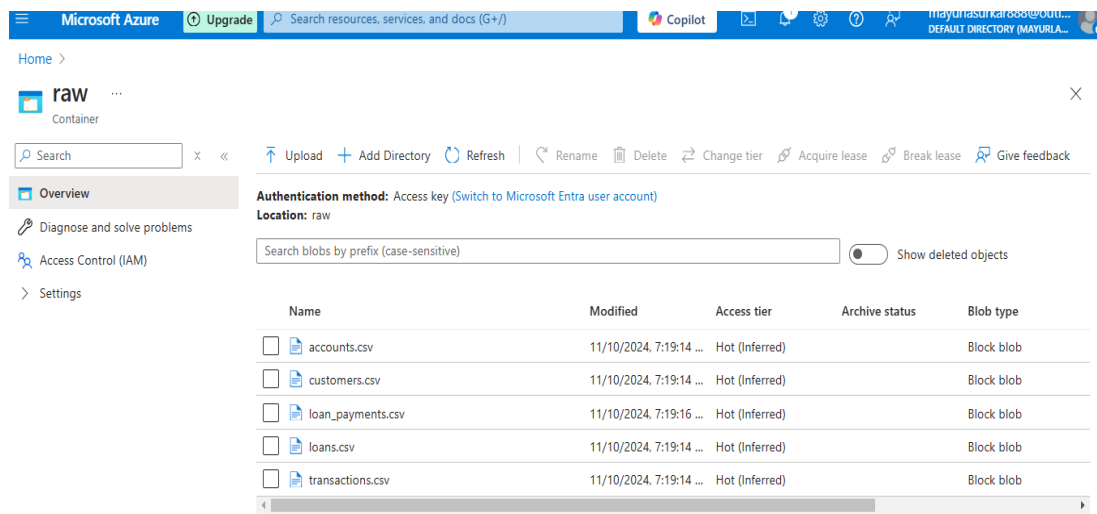 Microsoft Azure Upgrade Search resources, services, and docs (G+/) Copilot 1 mayurlasurkar888@outl...
DEFAULT DIRECTORY (MAYURLA...
Home >
raw ...
Container
Search
Upload Add Directory Refresh Rename Delete Change tier Acquire lease Break lease Give feedback
Overview
Diagnose and solve problems
Access Control (IAM)
Settings
Authentication method: Access key (Switch to Microsoft Entra user account)
Location: raw
Search blobs by prefix (case-sensitive)
Show deleted objects
Name Modified Access tier Archive status Blob type
accounts.csv 11/10/2024, 7:19:14 ... Hot (Inferred) Block blob
customers.csv 11/10/2024, 7:19:14 ... Hot (Inferred) Block blob
loan_payments.csv 11/10/2024, 7:19:16 ... Hot (Inferred) Block blob
loans.csv 11/10/2024, 7:19:14 ... Hot (Inferred) Block blob
transactions.csv 11/10/2024, 7:19:14 ... Hot (Inferred) Block blob